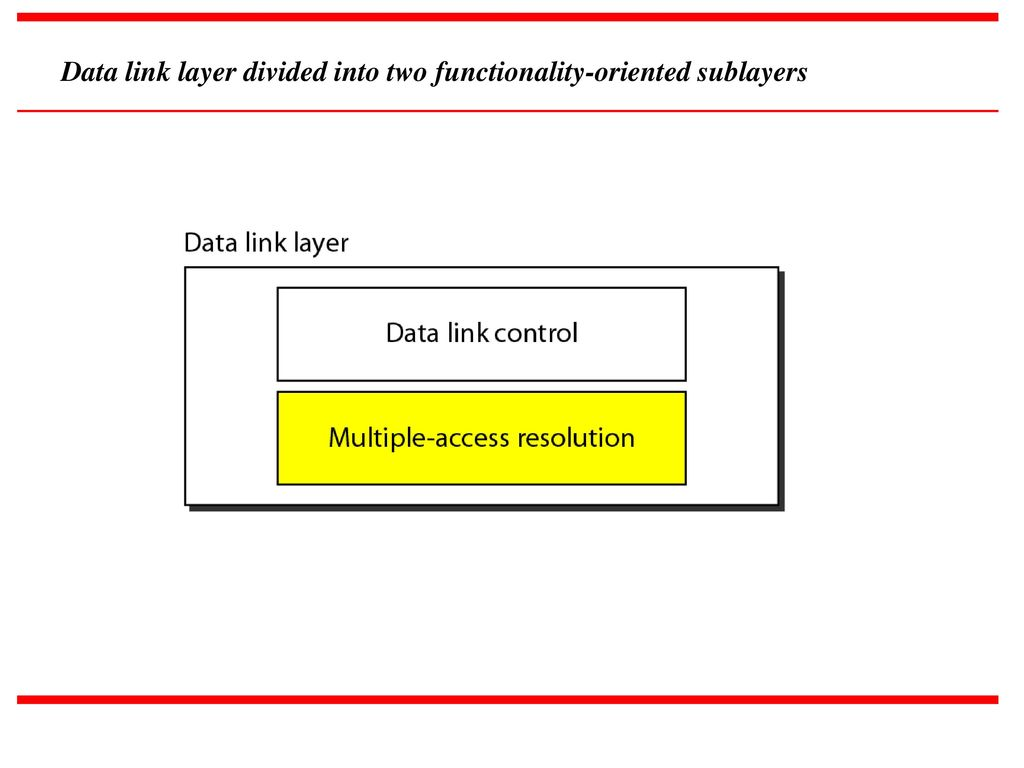 Data link layer divided into two functionality-oriented sublayers
Data link layer
Data link control
Multiple-access resolution